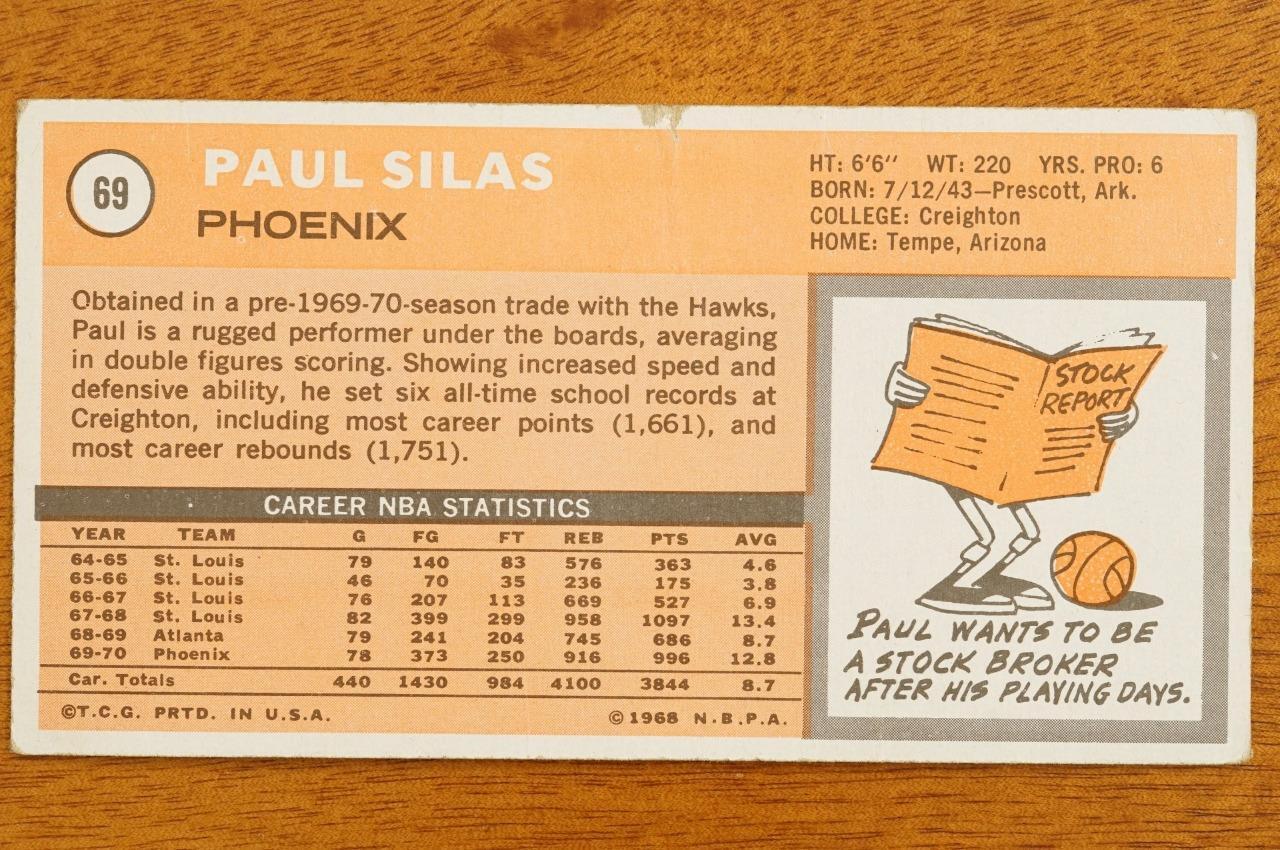 69
PAUL SILAS
PHOENIX
HT: 6'6" WT: 220 YRS. PRO: 6
BORN: 7/12/43—Prescott, Ark.
COLLEGE: Creighton
HOME: Tempe, Arizona
Obtained in a pre-1969-70-season trade with the Hawks,
Paul is a rugged performer under the boards, averaging
in double figures scoring. Showing increased speed and
defensive ability, he set six all-time school records at
Creighton, including most career points (1,661), and
most career rebounds (1,751).
CAREER NBA STATISTICS
YEAR TEAM G FG FT REB PTS AVG
64-65 St. Louis 79 140 83 576 363 4.6
65-66 St. Louis 46 70 35 236 175 3.8
66-67 St. Louis 76 207 113 669 527 6.9
67-68 St. Louis 82 399 299 958 1097 13.4
68-69 Atlanta 79 241 204 745 686 8.7
69-70 Phoenix 78 373 250 916 996 12.8
Car. Totals 440 1430 984 4100 3844 8.7
©T.C.G. PRTD. IN U.S.A. ©1968 N.B.P.A.
STOCK
REPORT
PAUL WANTS TO BE
A STOCK BROKER
AFTER HIS PLAYING DAYS.